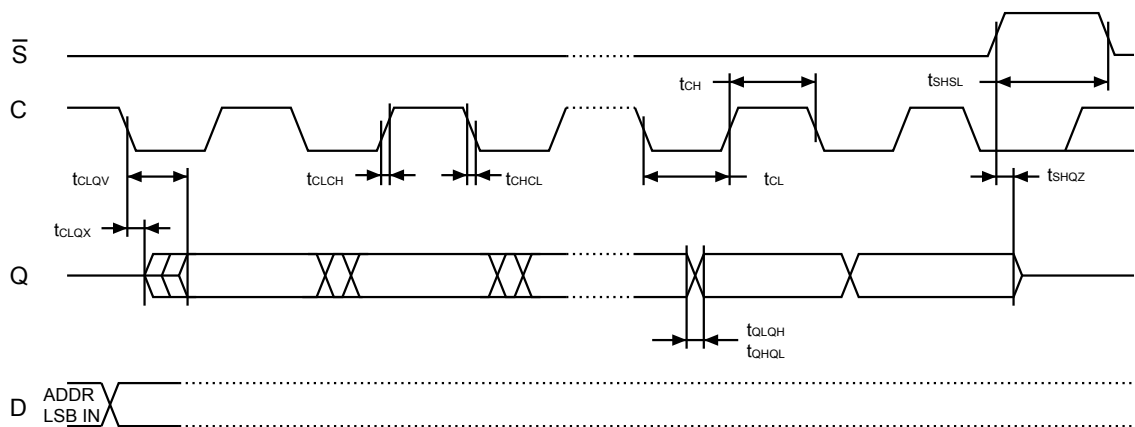 S̅
tCH
tSHSL
C
tCLQV
tCLCH
tCHCL
tCL
tSHQZ
tCLQX
Q
tQLQH
tQHQL
D
ADDR
LSB IN